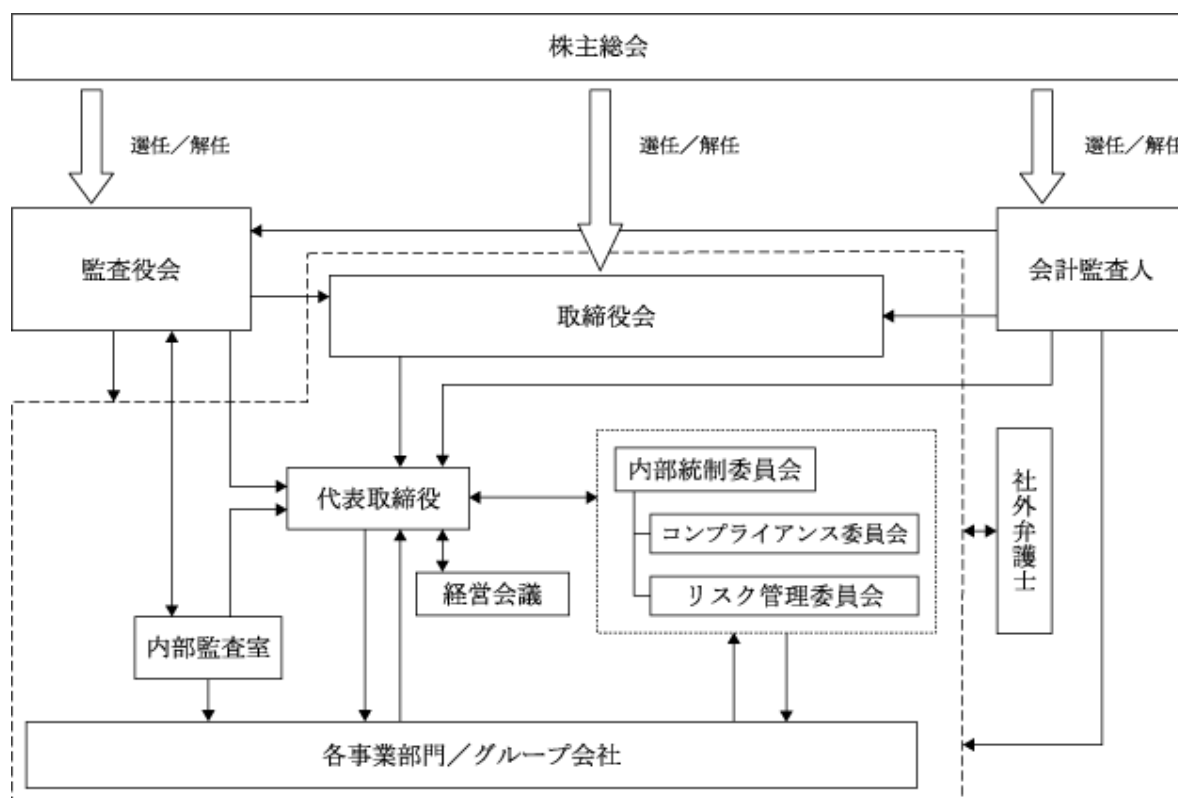 株主総会
選任／解任
選任／解任
選任／解任
監査役会
会計監査人
取締役会
内部統制委員会
代表取締役
コンプライアンス委員会
社外弁護士
経営会議
リスク管理委員会
内部監査室
各事業部門／グループ会社